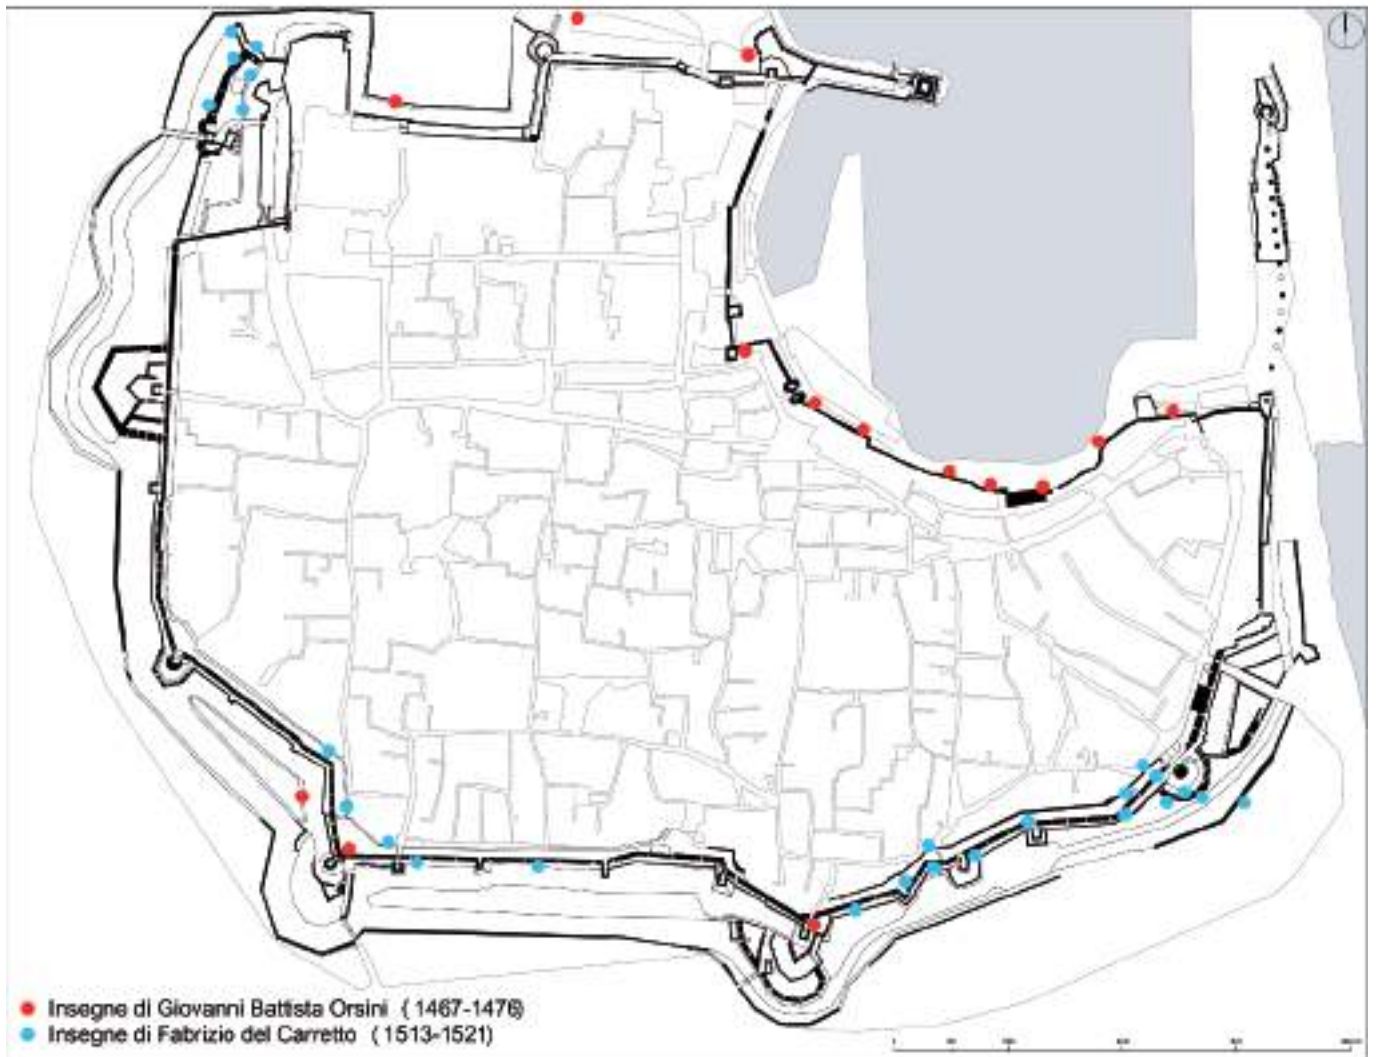 Insegne di Giovanni Battista Orsini ( 1467-1476)
Insegne di Fabrizio del Carretto ( 1513-1521)